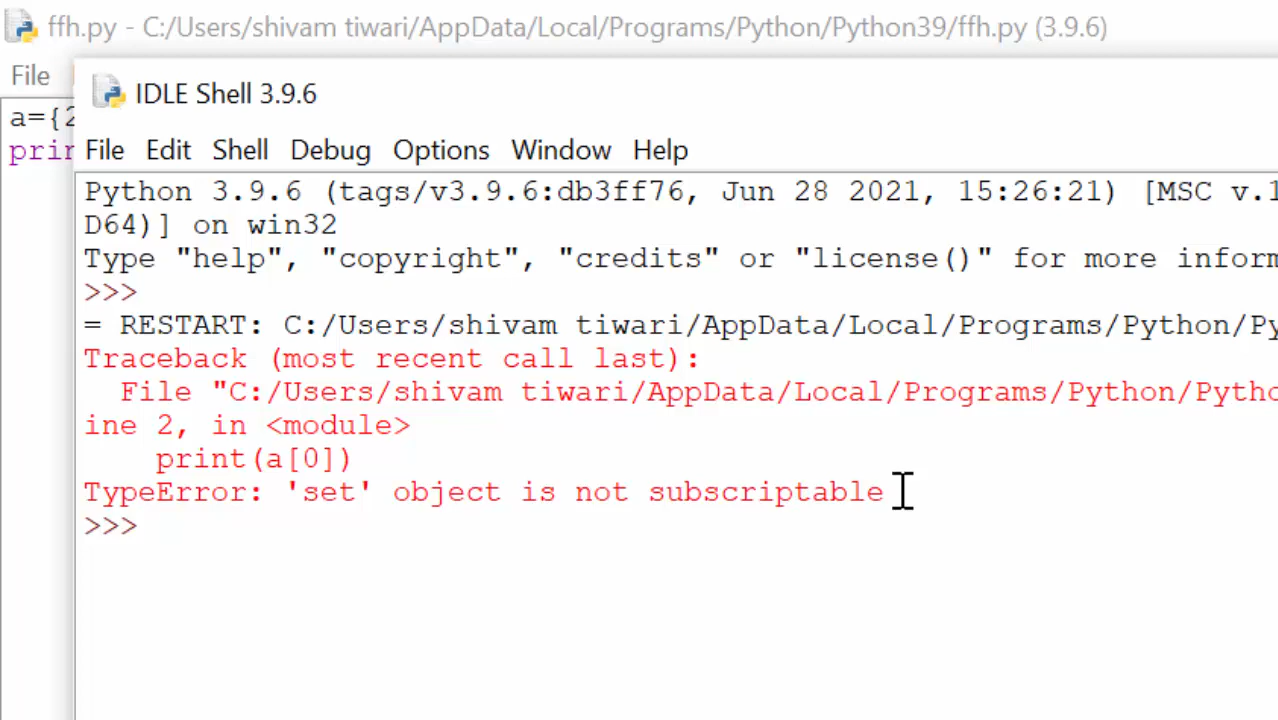 ffh.py - C:/Users/shivam tiwari/AppData/Local/Programs/Python/Python39/ffh.py (3.9.6)
File
IDLE Shell 3.9.6
a={2
File Edit Shell Debug Options Window Help
prin
Python 3.9.6 (tags/v3.9.6:db3ff76, Jun 28 2021, 15:26:21) [MSC v.1
D64)] on win32
Type "help", "copyright", "credits" or "license()" for more inform
>>>
= RESTART: C:/Users/shivam tiwari/AppData/Local/Programs/Python/Py
Traceback (most recent call last):
File "C:/Users/shivam tiwari/AppData/Local/Programs/Python/Pytho
ine 2, in <module>
print(a[0])
TypeError: 'set' object is not subscriptable
>>>